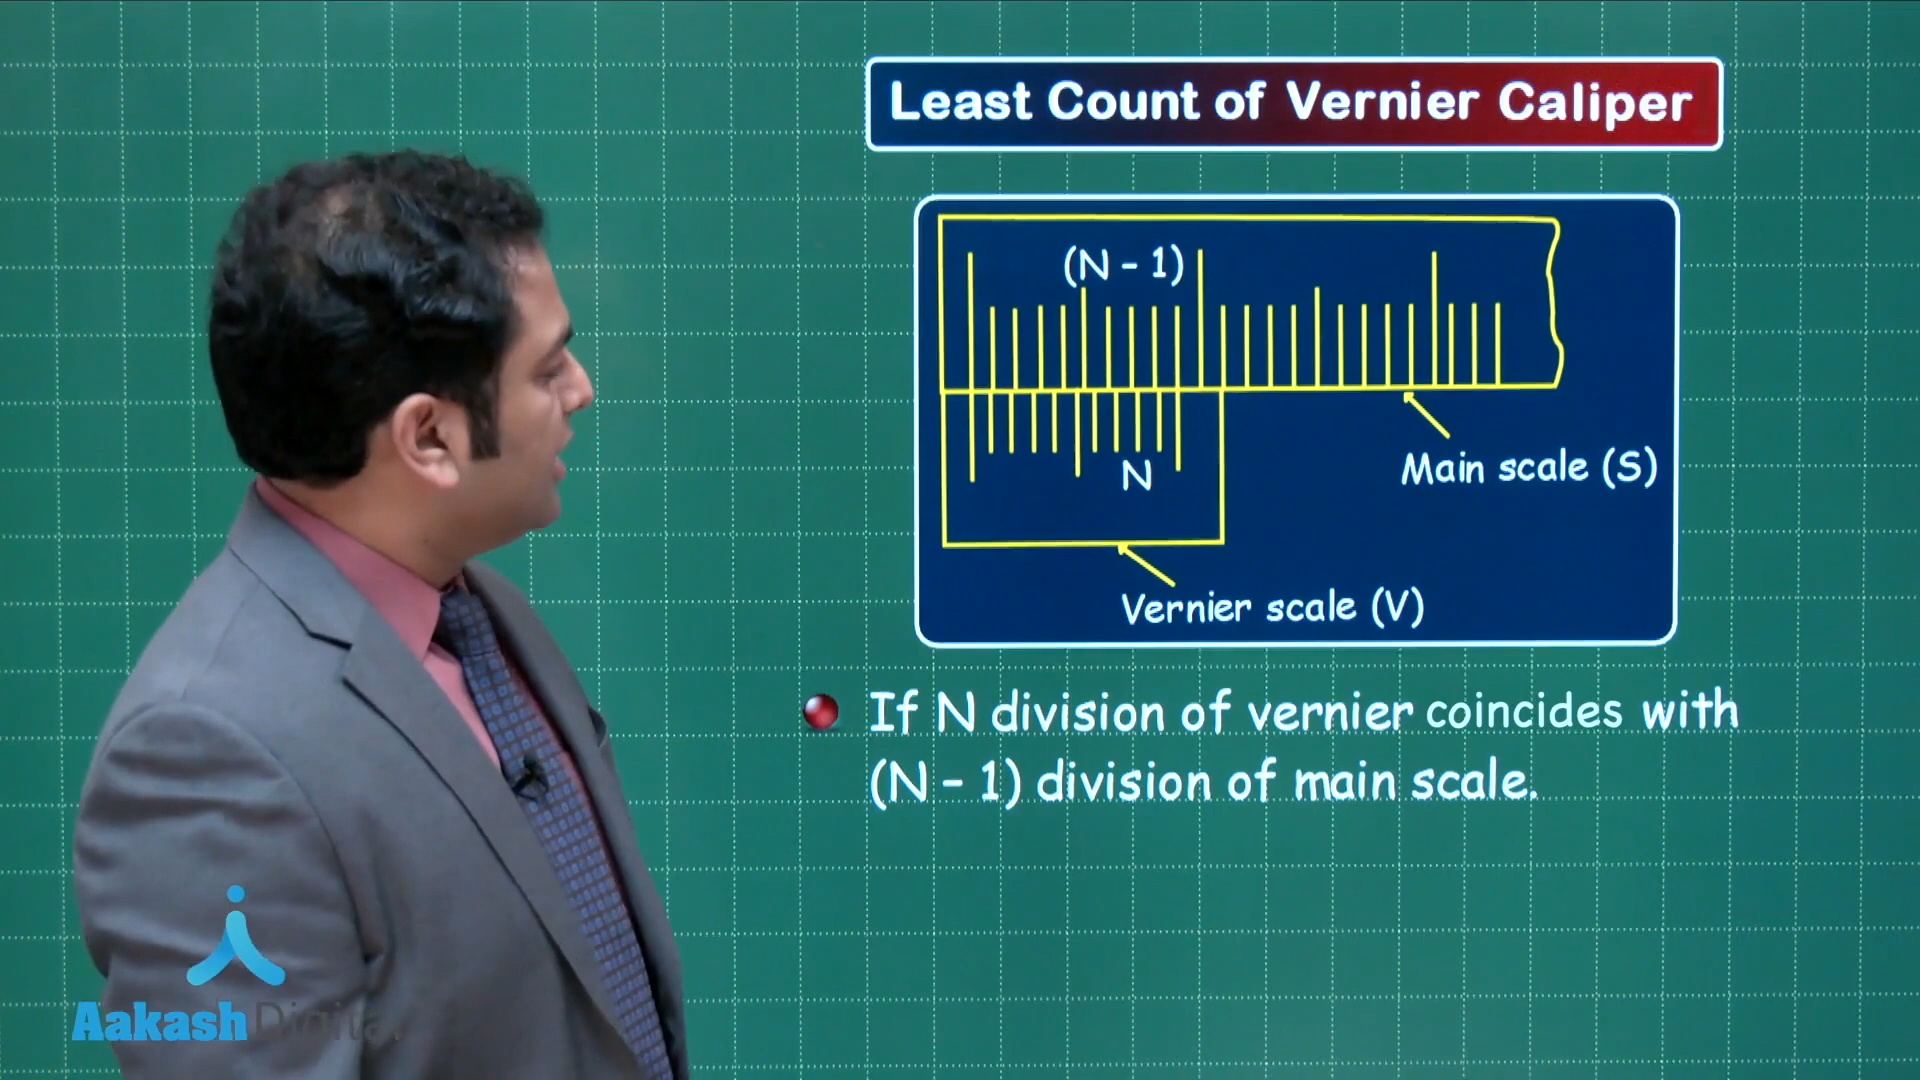 Least Count of Vernier Caliper
(N - 1)
N
Main scale (S)
Vernier scale (V)
If N division of vernier coincides with
(N - 1) division of main scale.
Aakash Digital